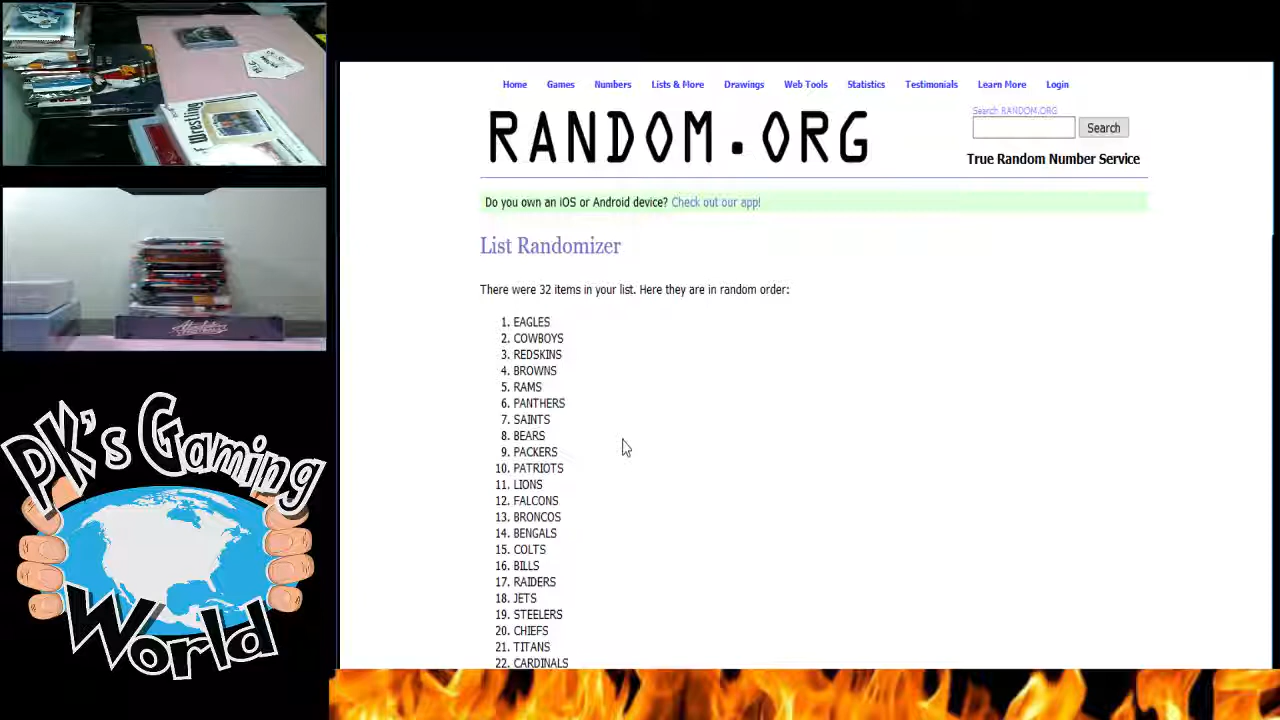 Home Games Numbers Lists & More Drawings Web Tools Statistics Testimonials Learn More Login
RANDOM.ORG
Search RANDOM.ORG
Search
True Random Number Service
Do you own an iOS or Android device? Check out our app!
List Randomizer
There were 32 items in your list. Here they are in random order:
1. EAGLES
2. COWBOYS
3. REDSKINS
4. BROWNS
5. RAMS
6. PANTHERS
7. SAINTS
8. BEARS
9. PACKERS
10. PATRIOTS
11. LIONS
12. FALCONS
13. BRONCOS
14. BENGALS
15. COLTS
16. BILLS
17. RAIDERS
18. JETS
19. STEELERS
20. CHIEFS
21. TITANS
22. CARDINALS
Wrestling
Absolute
PK's Gaming
World